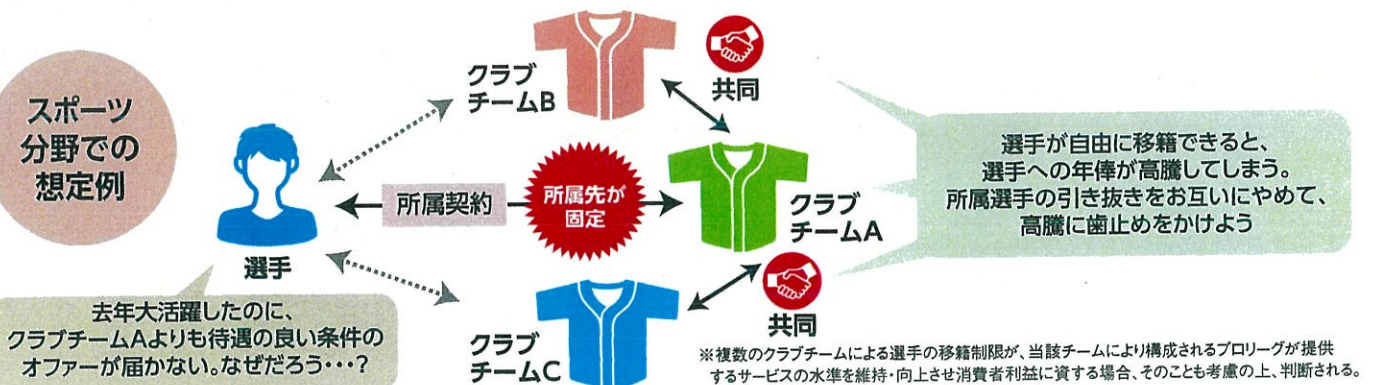 スポーツ
分野での
想定例
クラブ
チームB
共同
選手が自由に移籍できると、
選手への年俸が高騰してしまう。
所属選手の引き抜きをお互いにやめて、
高騰に歯止めをかけよう
所属契約
所属先が
固定
クラブ
チームA
選手
去年大活躍したのに、
クラブチームAよりも待遇の良い条件の
オファーが届かない。なぜだろう・・・?
クラブ
チームC
共同
※複数のクラブチームによる選手の移籍制限が、当該チームにより構成されるプロリーグが提供
するサービスの水準を維持・向上させ消費者利益に資する場合、そのことも考慮の上、判断される。